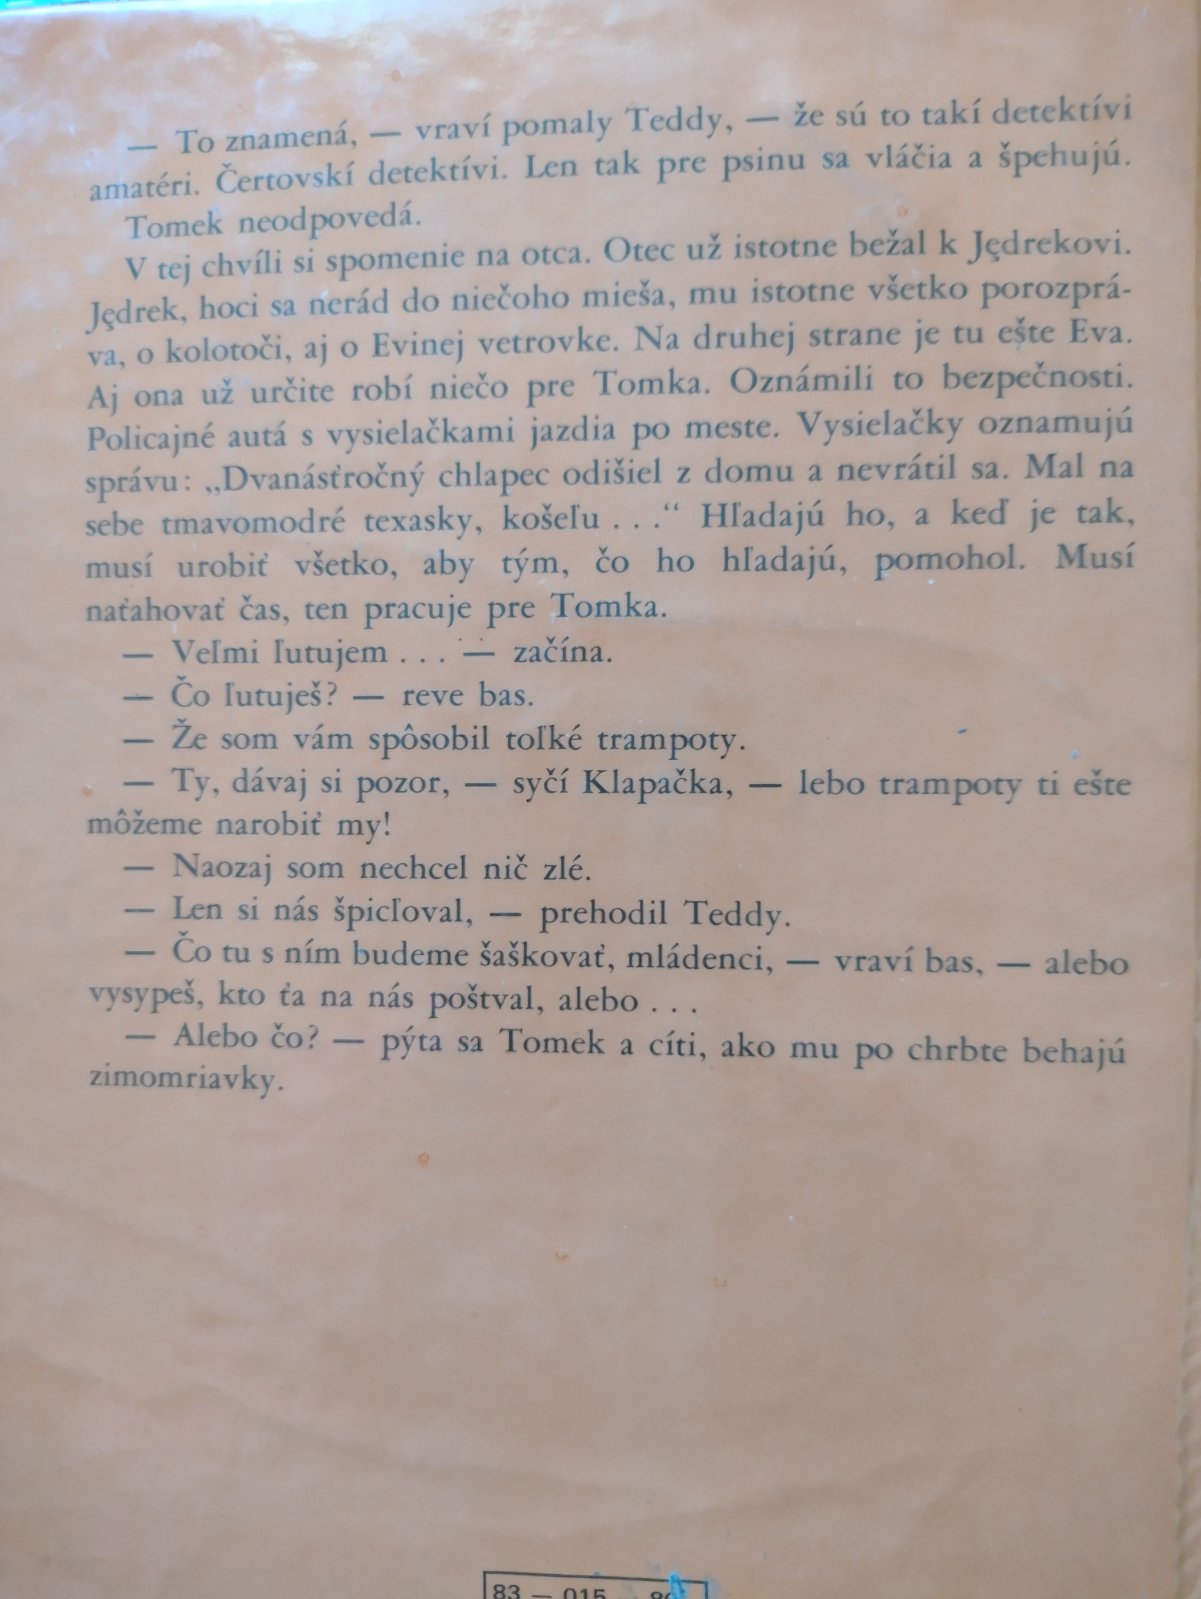 — To znamená, — vraví pomaly Teddy, — že sú to takí detektívi
amatéri. Čertovskí detektívi. Len tak pre psinu sa vláčia a špehujú.
Tomek neodpovedá.
V tej chvíli si spomenie na otca. Otec už istotne bežal k Jędrekovi.
Jędrek, hoci sa nerád do niečoho mieša, mu istotne všetko porozprá-
va, o kolotoči, aj o Evinej vetrovke. Na druhej strane je tu ešte Eva.
Aj ona už určite robí niečo pre Tomka. Oznámili to bezpečnosti.
Policajné autá s vysielačkami jazdia po meste. Vysielačky oznamujú
správu: „Dvanásťročný chlapec odišiel z domu a nevrátil sa. Mal na
sebe tmavomodré texasky, košeľu . . .“ Hľadajú ho, a keď je tak,
musí urobiť všetko, aby tým, čo ho hľadajú, pomohol. Musí
naťahovať čas, ten pracuje pre Tomka.
— Veľmi ľutujem . . . — začína.
— Čo ľutuješ? — reve bas.
— Že som vám spôsobil toľké trampoty.
— Ty, dávaj si pozor, — syčí Klapačka, — lebo trampoty ti ešte
môžeme narobiť my!
— Naozaj som nechcel nič zlé.
— Len si nás špicľoval, — prehodil Teddy.
— Čo tu s ním budeme šaškovať, mládenci, — vraví bas, — alebo
vysypeš, kto ťa na nás poštval, alebo . . .
— Alebo čo? — pýta sa Tomek a cíti, ako mu po chrbte behajú
zimomriavky.
83 — 015 —